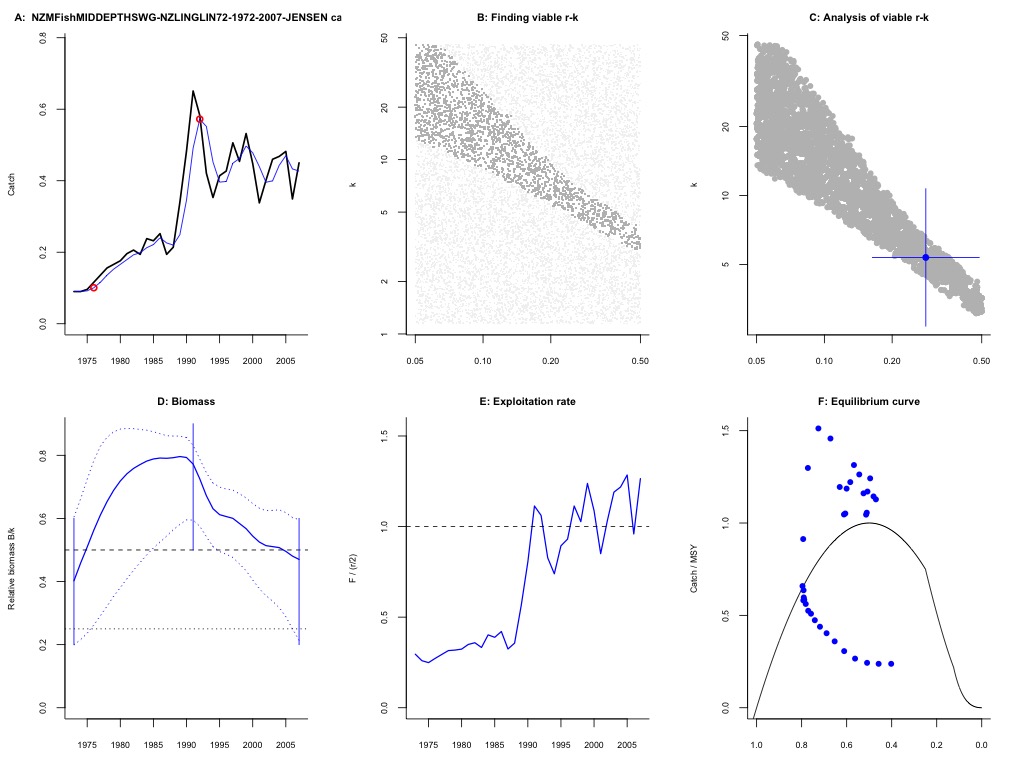 A: NZMFishMIDDEPTHSWG-NZLINGLIN72-1972-2007-JENSEN ca
Catch
0.8
0.6
0.4
0.2
0.0
1975 1980 1985 1990 1995 2000 2005
B: Finding viable r-k
k
50
20
10
5
2
1
0.05 0.10 0.20 0.50
C: Analysis of viable r-k
k
50
20
10
5
0.05 0.10 0.20 0.50
D: Biomass
Relative biomass B/k
0.8
0.6
0.4
0.2
0.0
1975 1980 1985 1990 1995 2000 2005
E: Exploitation rate
F / (r/2)
1.5
1.0
0.5
0.0
1975 1980 1985 1990 1995 2000 2005
F: Equilibrium curve
Catch / MSY
1.5
1.0
0.5
0.0
1.0 0.8 0.6 0.4 0.2 0.0